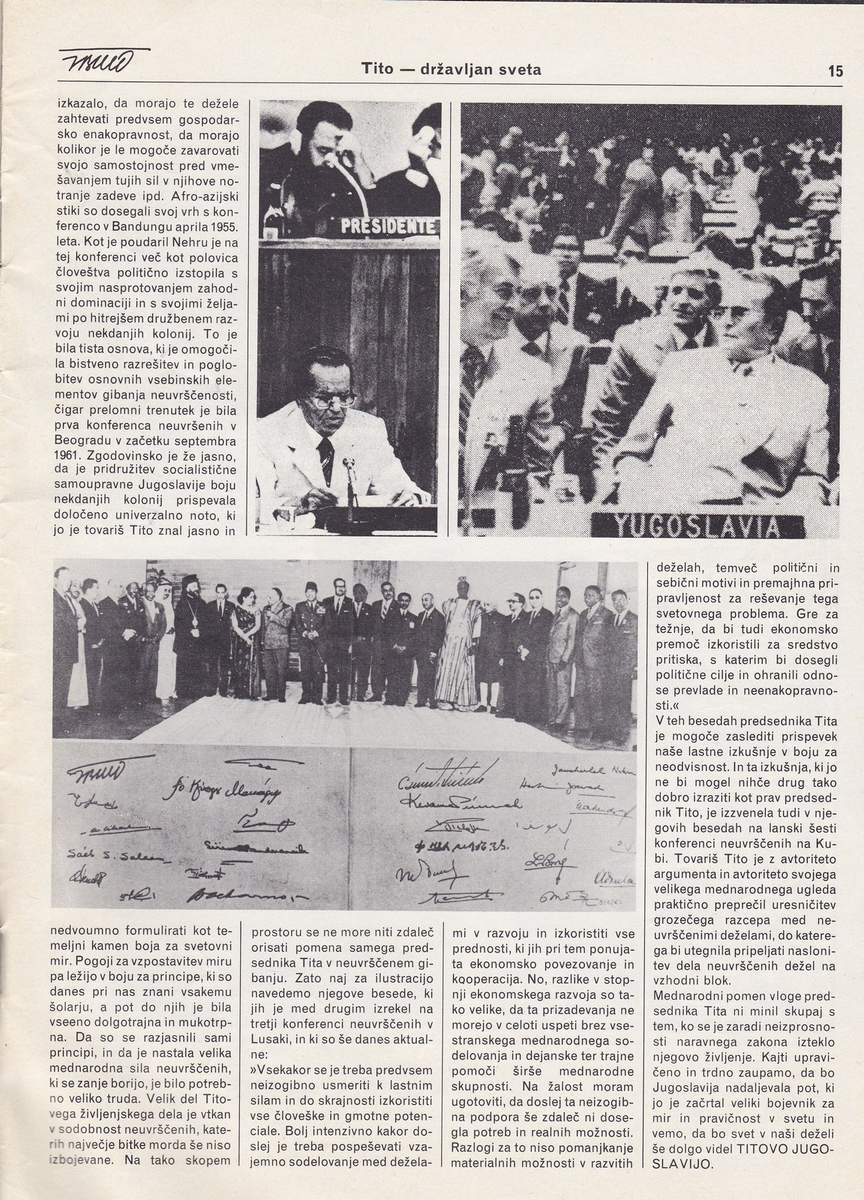 Tito
Tito — državljan sveta
15
izkazalo, da morajo te dežele
zahtevati predvsem gospodar-
sko enakopravnost, da morajo
kolikor je le mogoče zavarovati
svojo samostojnost pred vme-
šavanjem tujih sil v njihove no-
tranje zadeve ipd. Afro-azijski
stiki so dosegali svoj vrh s kon-
ferenco v Bandungu aprila 1955.
leta. Kot je poudaril Nehru je na
tej konferenci več kot polovica
človeštva politično izstopila s
svojim nasprotovanjem zahod-
ni dominaciji in s svojimi želja-
mi po hitrejšem družbenem raz-
voju nekdanjih kolonij. To je
bila tista osnova, ki je omogoči-
la bistveno razrešitev in poglo-
bitev osnovnih vsebinskih ele-
mentov gibanja neuvrščenosti,
čigar prelomni trenutek je bila
prva konferenca neuvršenih v
Beogradu v začetku septembra
1961. Zgodovinsko je že jasno,
da je pridružitev socialistične
samoupravne Jugoslavije boju
nekdanjih kolonij prispevala
določeno univerzalno noto, ki
jo je tovariš Tito znal jasno in
PRESIDENTE
YUGOSLAVIA
nedvoumno formulirati kot te-
meljni kamen boja za svetovni
mir. Pogoji za vzpostavitev miru
pa ležijo v boju za principe, ki so
danes pri nas znani vsakemu
šolarju, a pot do njih je bila
vseeno dolgotrajna in mukotrp-
na. Da so se razjasnili sami
principi, in da je nastala velika
mednarodna sila neuvrščenih,
ki se zanje borijo, je bilo potreb-
no veliko truda. Velik del Tito-
vega življenjskega dela je vtkan
v sodobnost neuvrščenih, kate-
rih največje bitke morda še niso
izbojevane. Na tako skopem
prostoru se ne more niti zdaleč
orisati pomena samega pred-
sednika Tita v neuvrščenem gi-
banju. Zato naj za ilustracijo
navedemo njegove besede, ki
jih je med drugim izrekel na
tretji konferenci neuvrščenih v
Lusaki, in ki so še danes aktual-
ne:
»Vsekakor se je treba predvsem
neizogibno usmeriti k lastnim
silam in do skrajnosti izkoristiti
vse človeške in gmotne poten-
ciale. Bolj intenzivno kakor do-
slej je treba pospeševati vza-
jemno sodelovanje med dežela-
mi v razvoju in izkoristiti vse
prednosti, ki jih pri tem ponuja-
ta ekonomsko povezovanje in
kooperacija. No, razlike v stop-
nji ekonomskega razvoja so ta-
ko velike, da ta prizadevanja ne
morejo v celoti uspeti brez vse-
stranskega mednarodnega so-
delovanja in dejanske ter trajne
pomoči širše mednarodne
skupnosti. Na žalost moram
ugotoviti, da doslej ta neizogib-
na podpora še zdaleč ni dose-
gla potreb in realnih možnosti.
Razlogi za to niso pomanjkanje
materialnih možnosti v razvitih
deželah, temveč politični in
sebični motivi in premajhna pri-
pravljenost za reševanje tega
svetovnega problema. Gre za
težnje, da bi tudi ekonomsko
premoč izkoristili za sredstvo
pritiska, s katerim bi dosegli
politične cilje in ohranili odno-
se prevlade in neenakopravno-
sti.«
V teh besedah predsednika Tita
je mogoče zaslediti prispevek
naše lastne izkušnje v boju za
neodvisnost. In ta izkušnja, ki jo
ne bi mogel nihče drug tako
dobro izraziti kot prav predsed-
nik Tito, je izzvenela tudi v nje-
govih besedah na lanski šesti
konferenci neuvrščenih na Ku-
bi. Tovariš Tito je z avtoriteto
argumenta in avtoriteto svojega
velikega mednarodnega ugleda
praktično preprečil uresničitev
grozečega razcepa med ne-
uvrščenimi deželami, do katere-
ga bi utegnila pripeljati nasloni-
tev dela neuvrščenih dežel na
vzhodni blok.
Mednarodni pomen vloge pred-
sednika Tita ni minil skupaj s
tem, ko se je zaradi neizprosno-
sti naravnega zakona izteklo
njegovo življenje. Kajti upravi-
čeno in trdno zaupamo, da bo
Jugoslavija nadaljevala pot, ki
jo je začrtal veliki bojevnik za
mir in pravičnost v svetu in
vemo, da bo svet v naši deželi
še dolgo videl TITOVO JUGO-
SLAVIJO.